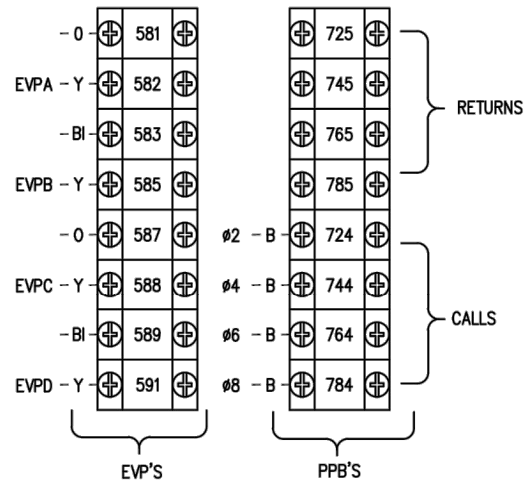 - O 581 725
EVPA - Y 582 745
- BI 583 765
RETURNS
EVPB - Y 585 785
- O 587 ø2 - B 724
EVPC - Y 588 ø4 - B 744
CALLS
- BI 589 ø6 - B 764
EVPD - Y 591 ø8 - B 784
EVP'S PPB'S